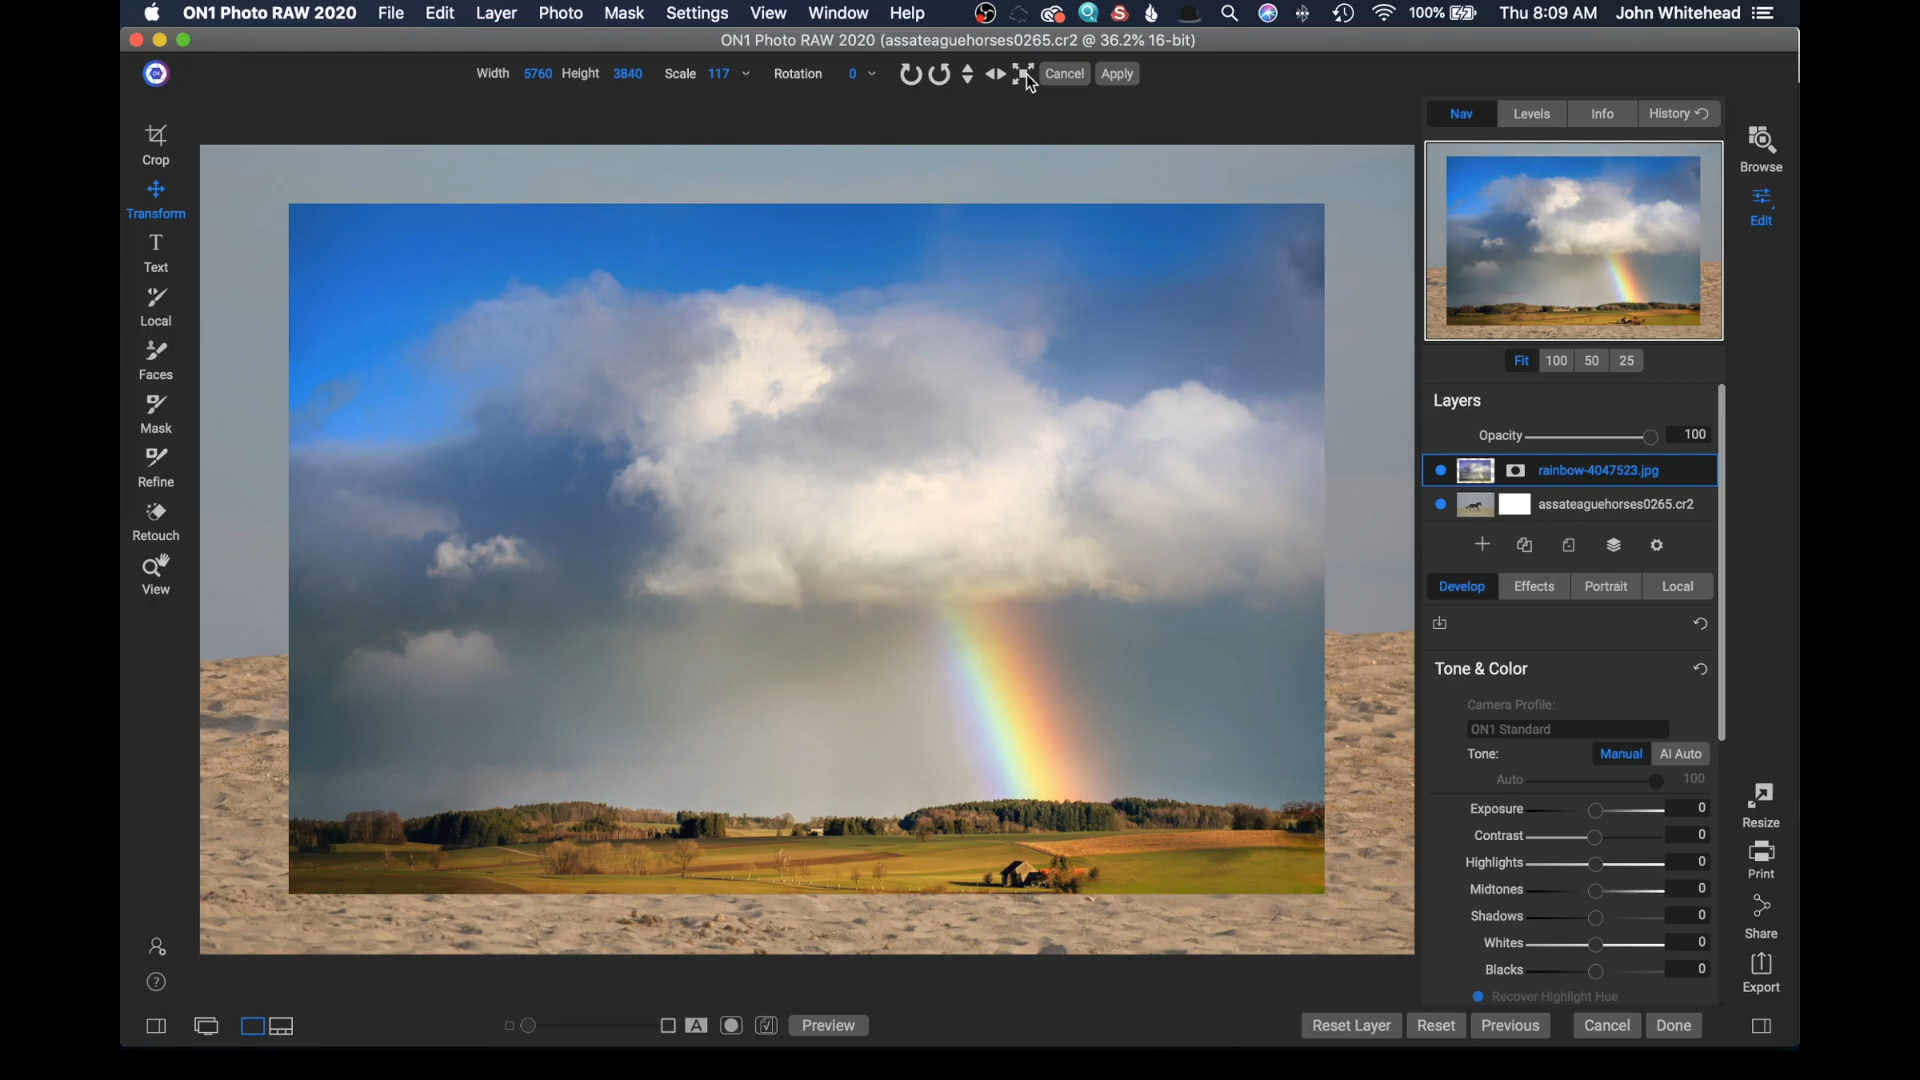 ON1 Photo RAW 2020 File Edit Layer Photo Mask Settings View Window Help 100% Thu 8:09 AM John Whitehead
ON1 Photo RAW 2020 (assateaguehorses0265.cr2 @ 36.2% 16-bit)
Width 5760 Height 3840 Scale 117 Rotation 0 Cancel Apply
Nav Levels Info History
Crop
Transform
Text
Local
Faces
Mask
Refine
Retouch
View
Browse
Edit
Fit 100 50 25
Layers
Opacity 100
rainbow-4047523.jpg
assateaguehorses0265.cr2
Develop Effects Portrait Local
Tone & Color
Camera Profile:
ON1 Standard
Tone: Manual AI Auto
Auto 100
Exposure 0
Contrast 0
Highlights 0
Midtones 0
Shadows 0
Whites 0
Blacks 0
Recover Highlight Hue
Resize
Print
Share
Export
A Preview Reset Layer Reset Previous Cancel Done